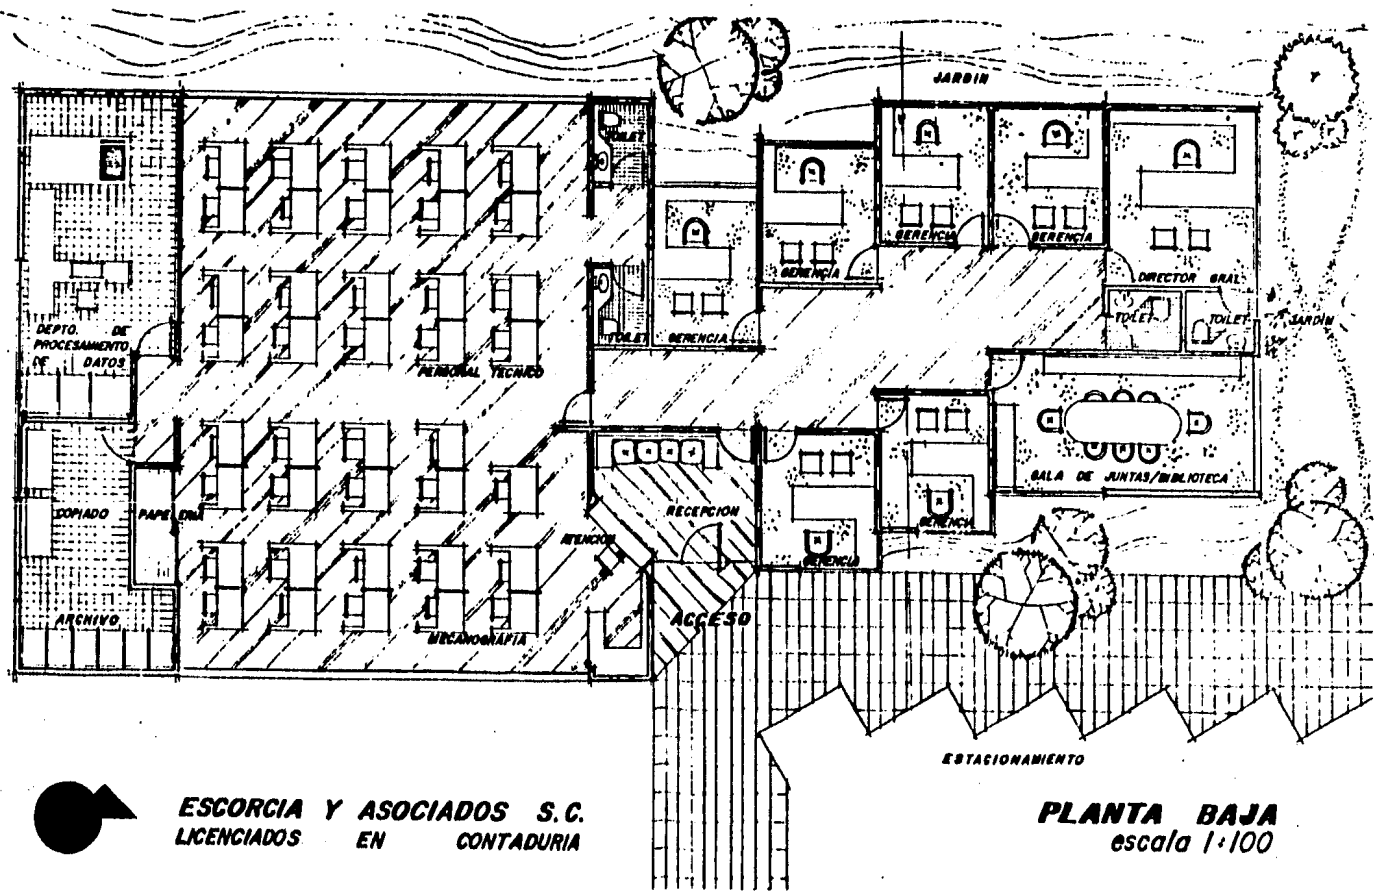 JARDIN
TOILET
GERENCIA
GERENCIA
GERENCIA
DIRECTOR GRAL.
TOILET
TOILET
JARDIN
DEPTO. DE
PROCESAMIENTO
DE DATOS
TOILET
GERENCIA
PERSONAL TECNICO
SALA DE JUNTAS/BIBLIOTECA
COPIADO
PAPELERIA
RECEPCION
GERENCIA
ATENCION
GERENCIA
ARCHIVO
MECANOGRAFIA
ACCESO
ESTACIONAMIENTO
ESCORCIA Y ASOCIADOS S.C.
LICENCIADOS EN CONTADURIA
PLANTA BAJA
escala 1:100